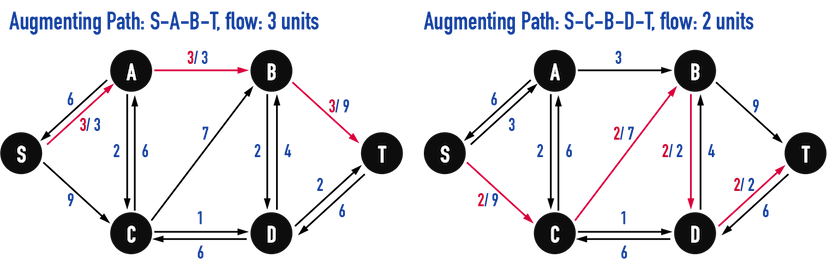 Augmenting Path: S-A-B-T, flow: 3 units
Augmenting Path: S-C-B-D-T, flow: 2 units
A
3/ 3
B
6
3/ 3
3/ 9
S
2
6
7
2
4
T
9
2
6
C
1
D
6
A
3
B
6
3
9
S
2
6
2/ 7
2/ 2
4
T
2/ 9
2/ 2
6
C
1
D
6